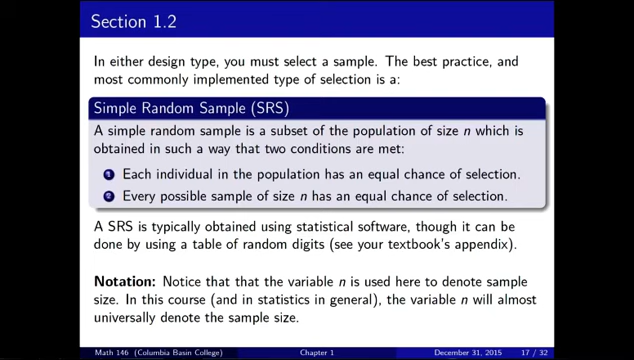 Section 1.2
In either design type, you must select a sample. The best practice, and
most commonly implemented type of selection is a:
Simple Random Sample (SRS)
A simple random sample is a subset of the population of size n which is
obtained in such a way that two conditions are met:
1 Each individual in the population has an equal chance of selection.
2 Every possible sample of size n has an equal chance of selection.
A SRS is typically obtained using statistical software, though it can be
done by using a table of random digits (see your textbook's appendix).
Notation: Notice that that the variable n is used here to denote sample
size. In this course (and in statistics in general), the variable n will almost
universally denote the sample size.
Math 146 (Columbia Basin College) Chapter 1 December 31, 2015 17 / 32